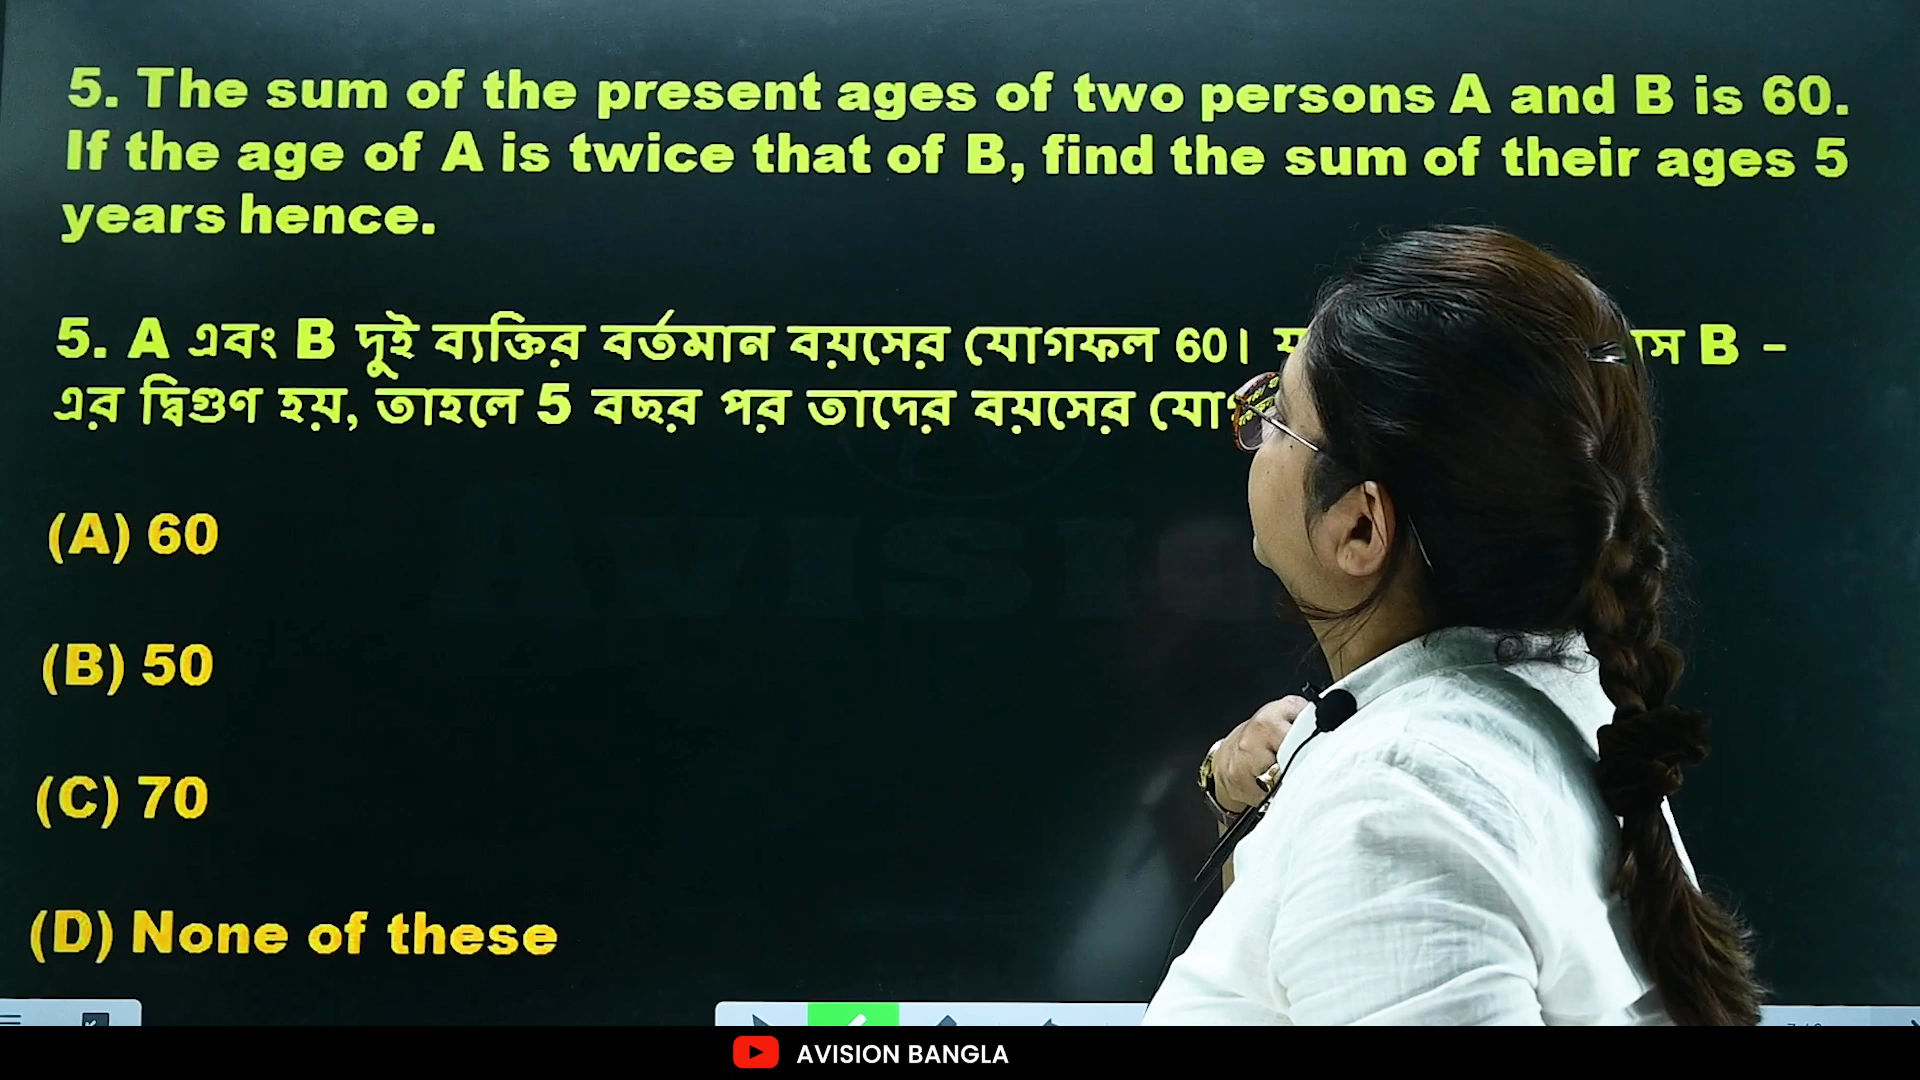 5. The sum of the present ages of two persons A and B is 60.
If the age of A is twice that of B, find the sum of their ages 5
years hence.
5. A এবং B দুই ব্যক্তির বর্তমান বয়সের যোগফল 60। B –
এর দ্বিগুণ হয়, তাহলে 5 বছর পর তাদের বয়সের
(A) 60
(B) 50
(C) 70
(D) None of these
AVISION BANGLA